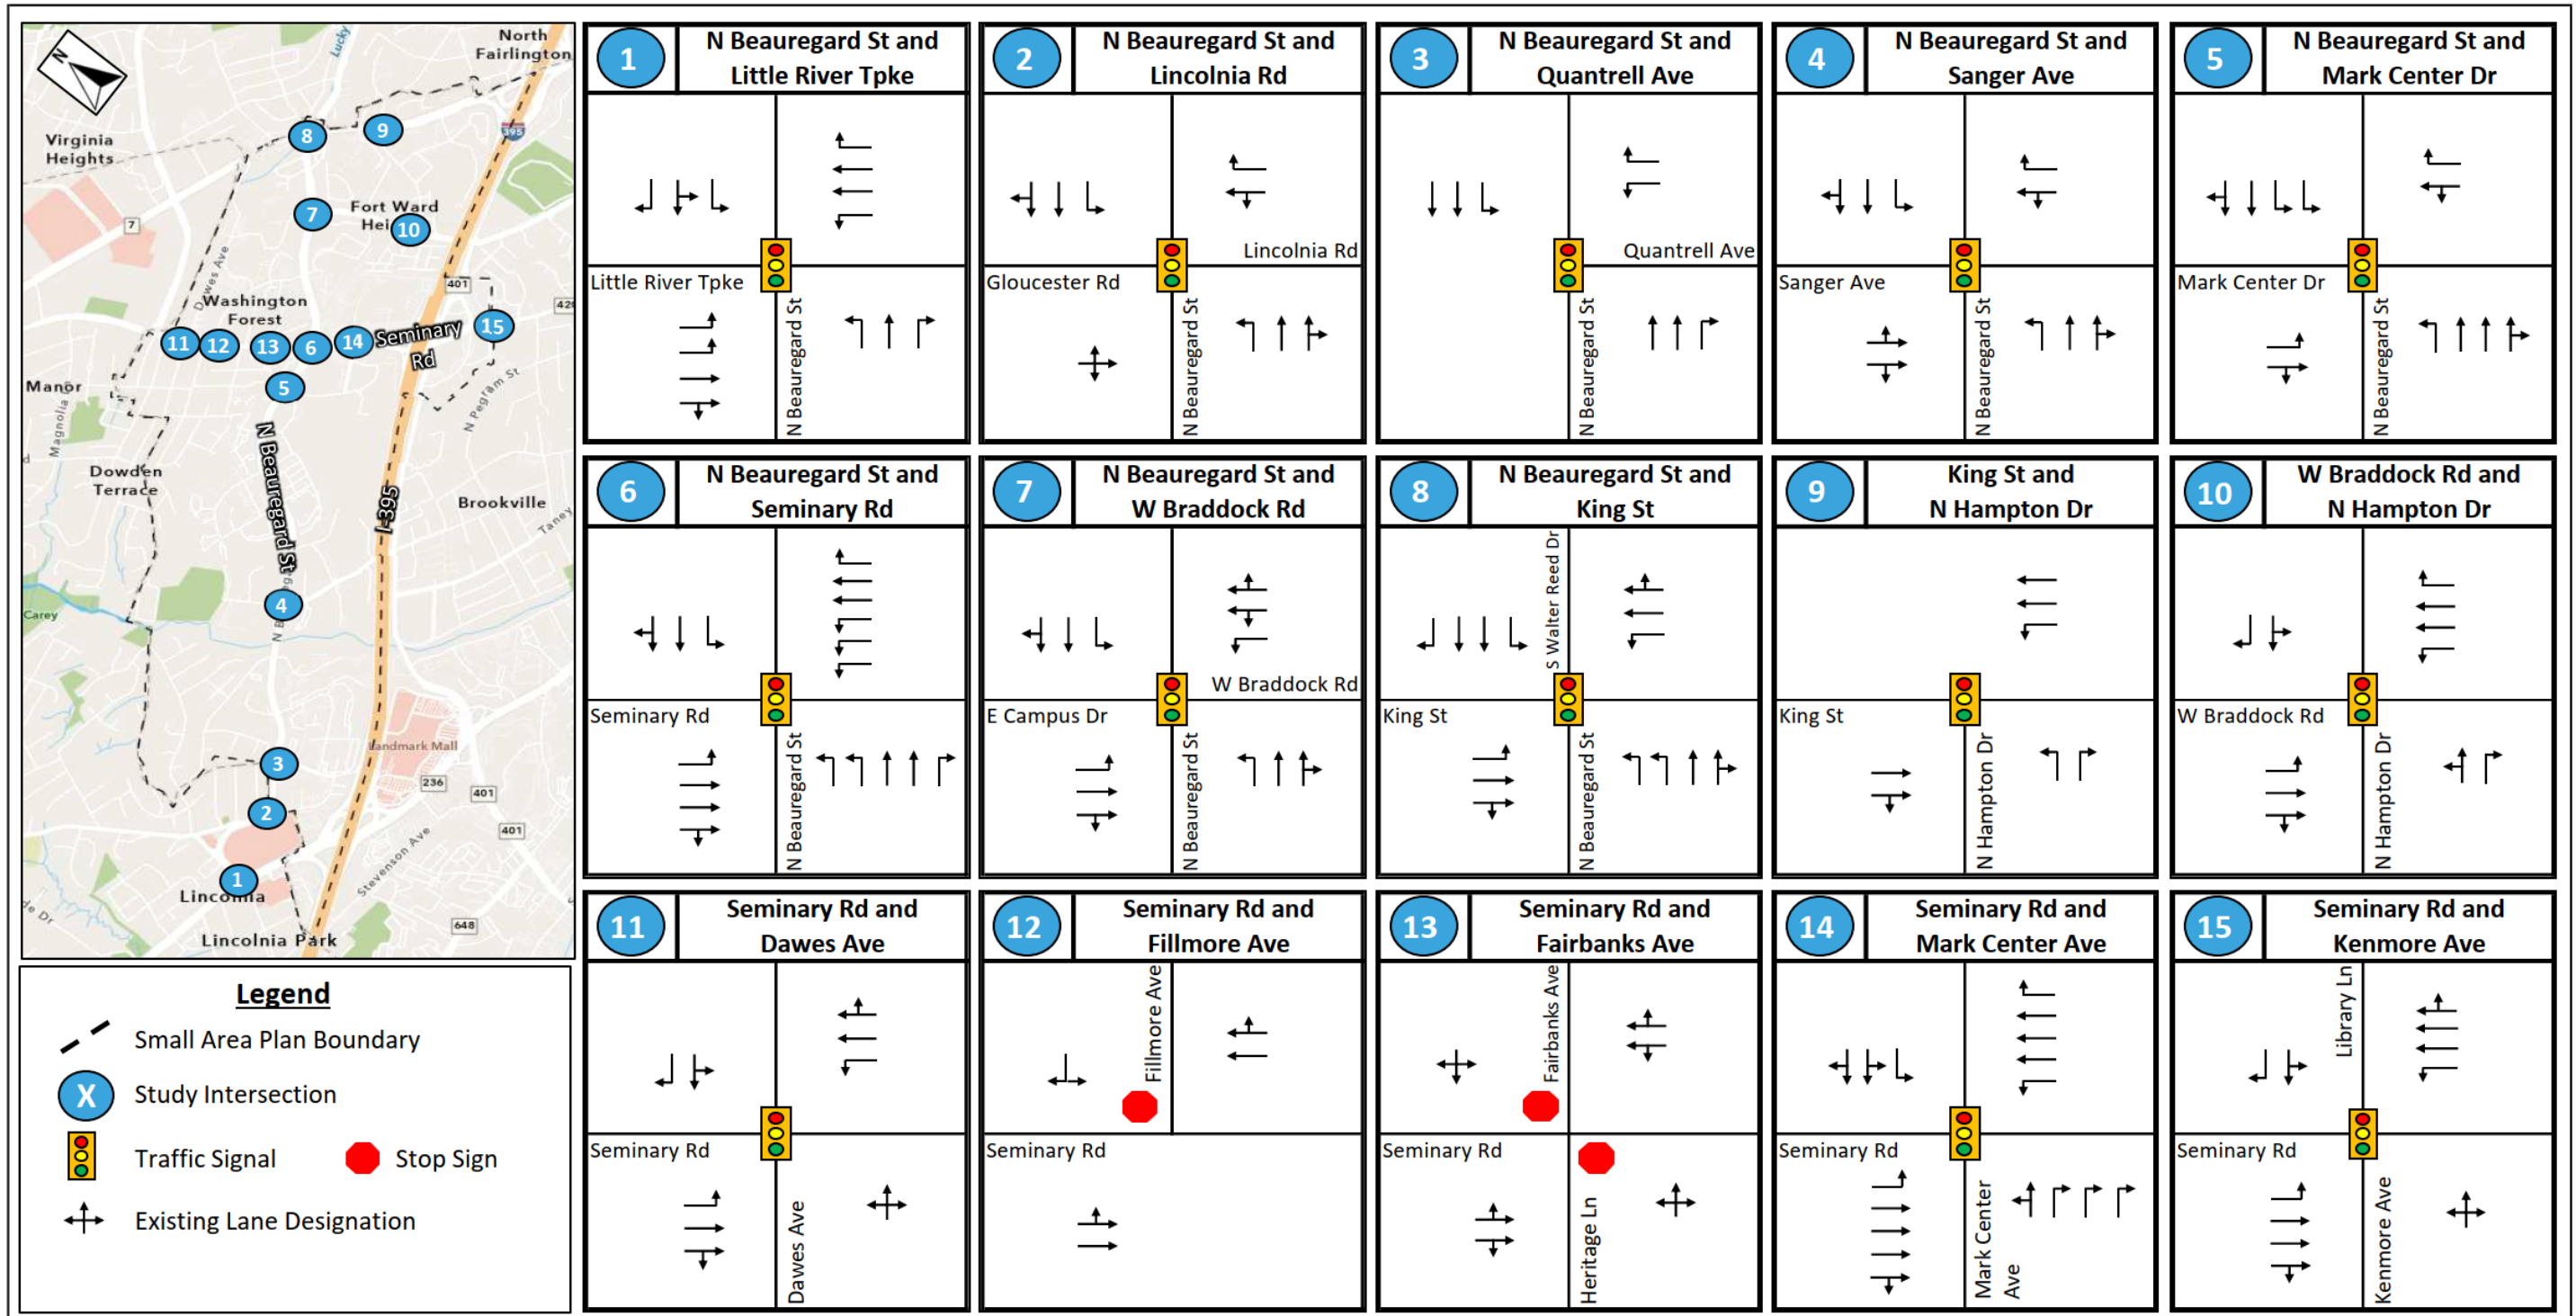 N
Lucky
North
Fairlington
395
Virginia
Heights
7
8
9
7
Fort Ward
Hei
10
Dawes Ave
401
Washington
Forest
11
12
13
6
14
Seminary
Rd
15
Manor
5
N Pegram St
Magnolia
Dowden
Terrace
N Beauregard St
I-395
Brookville
Taney
4
Carey
N B
Landmark Mall
3
236
401
2
401
Stevenson Ave
1
Lincolnia
de Dr
648
Lincolnia Park
Legend
Small Area Plan Boundary
X
Study Intersection
Traffic Signal
Stop Sign
Existing Lane Designation
1
N Beauregard St and
Little River Tpke
Little River Tpke
N Beauregard St
2
N Beauregard St and
Lincolnia Rd
Lincolnia Rd
Gloucester Rd
N Beauregard St
3
N Beauregard St and
Quantrell Ave
Quantrell Ave
N Beauregard St
4
N Beauregard St and
Sanger Ave
Sanger Ave
N Beauregard St
5
N Beauregard St and
Mark Center Dr
Mark Center Dr
N Beauregard St
6
N Beauregard St and
Seminary Rd
Seminary Rd
N Beauregard St
7
N Beauregard St and
W Braddock Rd
W Braddock Rd
E Campus Dr
N Beauregard St
8
N Beauregard St and
King St
S Walter Reed Dr
King St
N Beauregard St
9
King St and
N Hampton Dr
King St
N Hampton Dr
10
W Braddock Rd and
N Hampton Dr
W Braddock Rd
N Hampton Dr
11
Seminary Rd and
Dawes Ave
Seminary Rd
Dawes Ave
12
Seminary Rd and
Fillmore Ave
Fillmore Ave
Seminary Rd
13
Seminary Rd and
Fairbanks Ave
Fairbanks Ave
Seminary Rd
Heritage Ln
14
Seminary Rd and
Mark Center Ave
Seminary Rd
Mark Center
Ave
15
Seminary Rd and
Kenmore Ave
Library Ln
Seminary Rd
Kenmore Ave